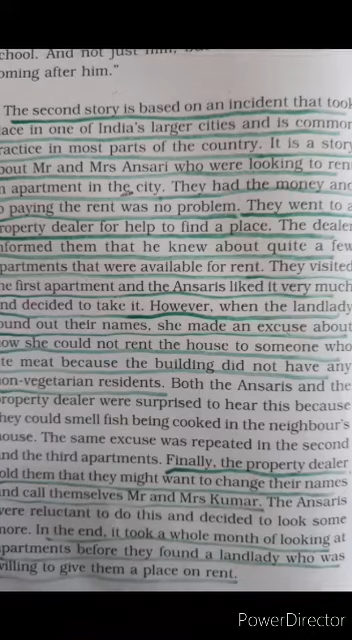 chool. And not just him,
oming after him."
The second story is based on an incident that took
lace in one of India's larger cities and is common
ractice in most parts of the country. It is a story
bout Mr and Mrs Ansari who were looking to ren
n apartment in the city. They had the money and
o paying the rent was no problem. They went to a
roperty dealer for help to find a place. The dealer
nformed them that he knew about quite a few
partments that were available for rent. They visited
he first apartment and the Ansaris liked it very much
nd decided to take it. However, when the landlady
ound out their names, she made an excuse about
ow she could not rent the house to someone who
te meat because the building did not have any
on-vegetarian residents. Both the Ansaris and the
roperty dealer were surprised to hear this because
hey could smell fish being cooked in the neighbour's
ouse. The same excuse was repeated in the second
nd the third apartments. Finally, the property dealer
old them that they might want to change their names
nd call themselves Mr and Mrs Kumar. The Ansaris
were reluctant to do this and decided to look some
more. In the end, it took a whole month of looking at
partments before they found a landlady who was
villing to give them a place on rent.
PowerDirector